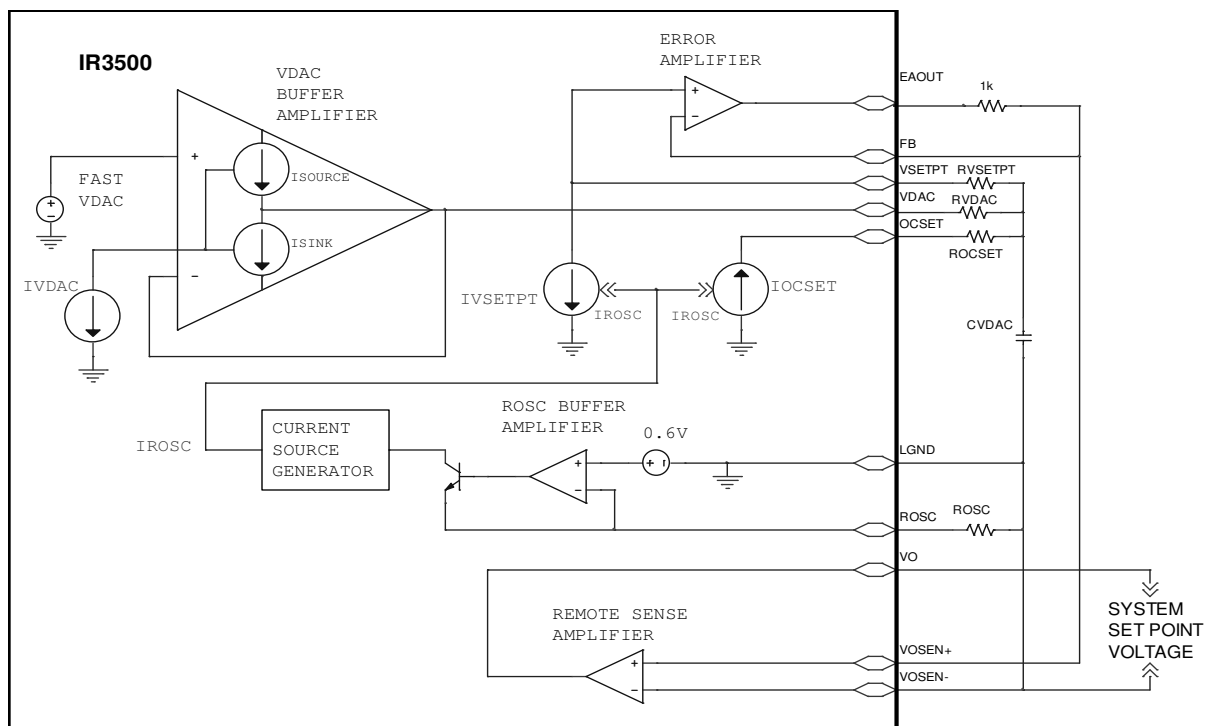 IR3500
VDAC
BUFFER
AMPLIFIER
ERROR
AMPLIFIER
+
-
EAOUT
1k
FB
VSETPT
RVSETPT
VDAC
RVDAC
OCSET
ROCSET
+
-
ISOURCE
ISINK
FAST
VDAC
+
-
IVDAC
IVSETPT
IROSC
IROSC
IOCSET
CVDAC
ROSC BUFFER
AMPLIFIER
0.6V
IROSC
CURRENT
SOURCE
GENERATOR
+
-
+
LGND
ROSC
ROSC
VO
REMOTE SENSE
AMPLIFIER
+
-
VOSEN+
VOSEN-
SYSTEM
SET POINT
VOLTAGE